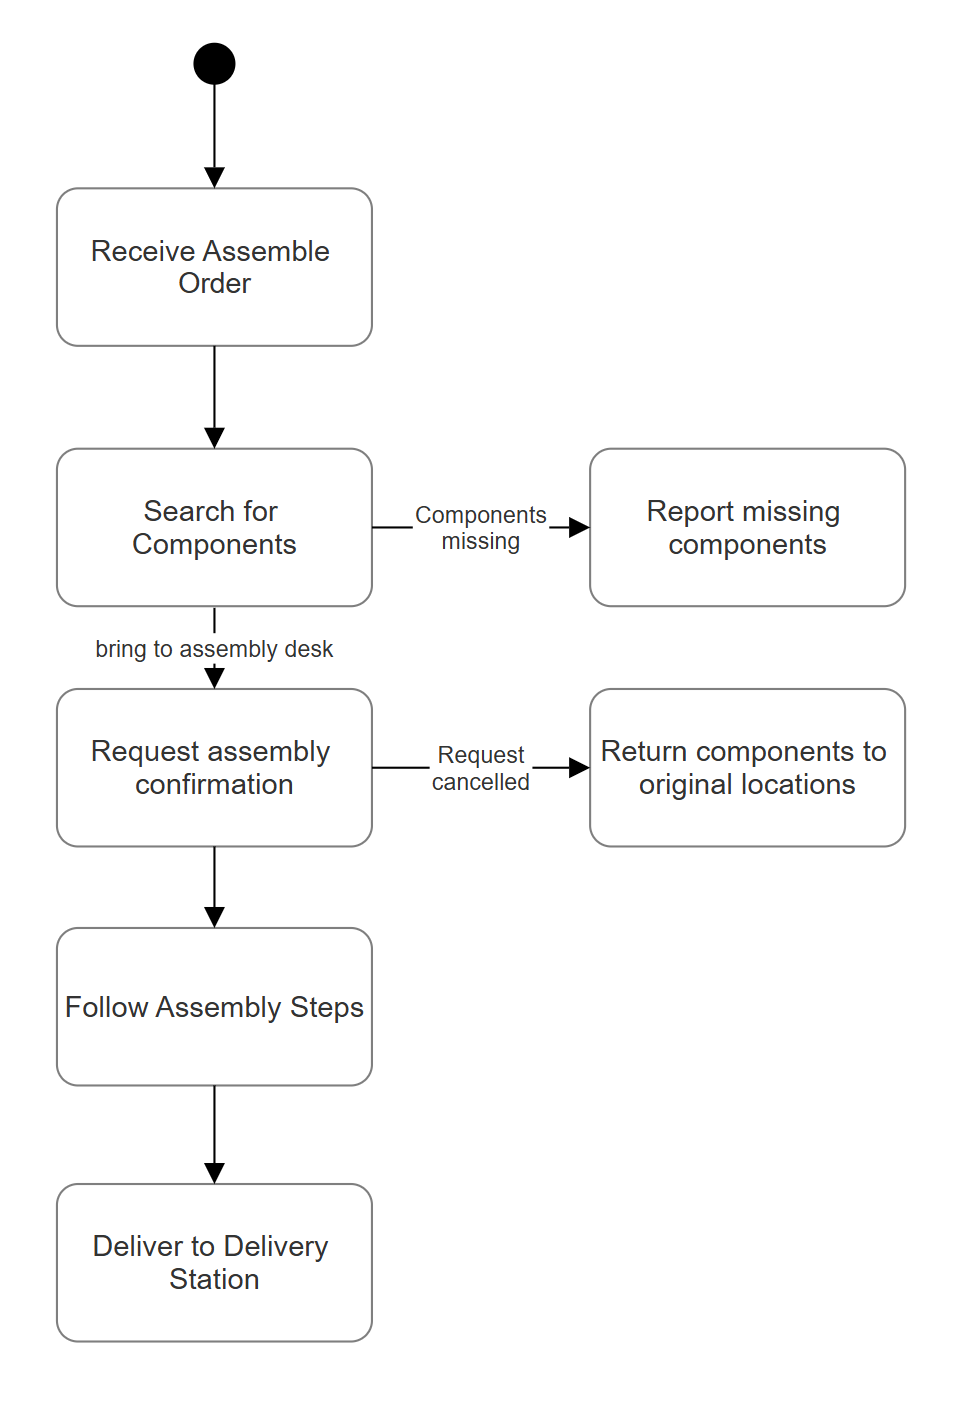 Receive Assemble
Order
Search for
Components
Components
missing
Report missing
components
bring to assembly desk
Request assembly
confirmation
Request
cancelled
Return components to
original locations
Follow Assembly Steps
Deliver to Delivery
Station